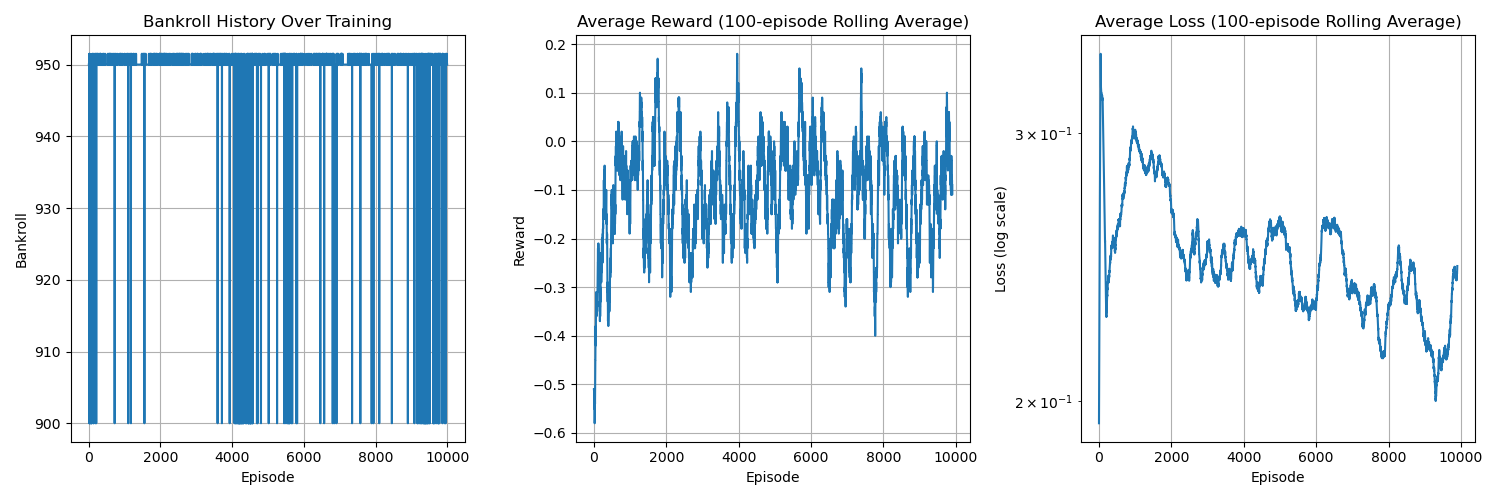 Bankroll History Over Training
Bankroll
950
940
930
920
910
900
0 2000 4000 6000 8000 10000
Episode
Average Reward (100-episode Rolling Average)
Reward
0.2
0.1
0.0
−0.1
−0.2
−0.3
−0.4
−0.5
−0.6
0 2000 4000 6000 8000 10000
Episode
Average Loss (100-episode Rolling Average)
Loss (log scale)
3 × 10⁻¹
2 × 10⁻¹
0 2000 4000 6000 8000 10000
Episode